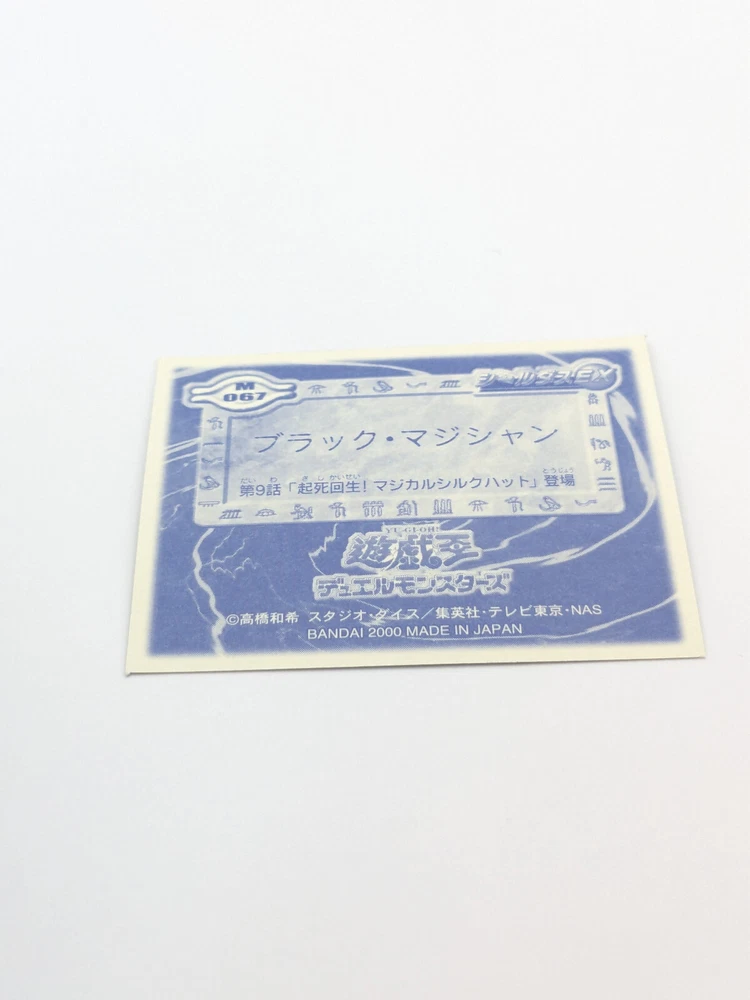 M
067
シールダスEX
ブラック・マジシャン
第9話「起死回生！マジカルシルクハット」登場
YU-GI-OH!
遊戯王
デュエルモンスターズ
©高橋和希 スタジオ・ダイス／集英社・テレビ東京・NAS
BANDAI 2000 MADE IN JAPAN